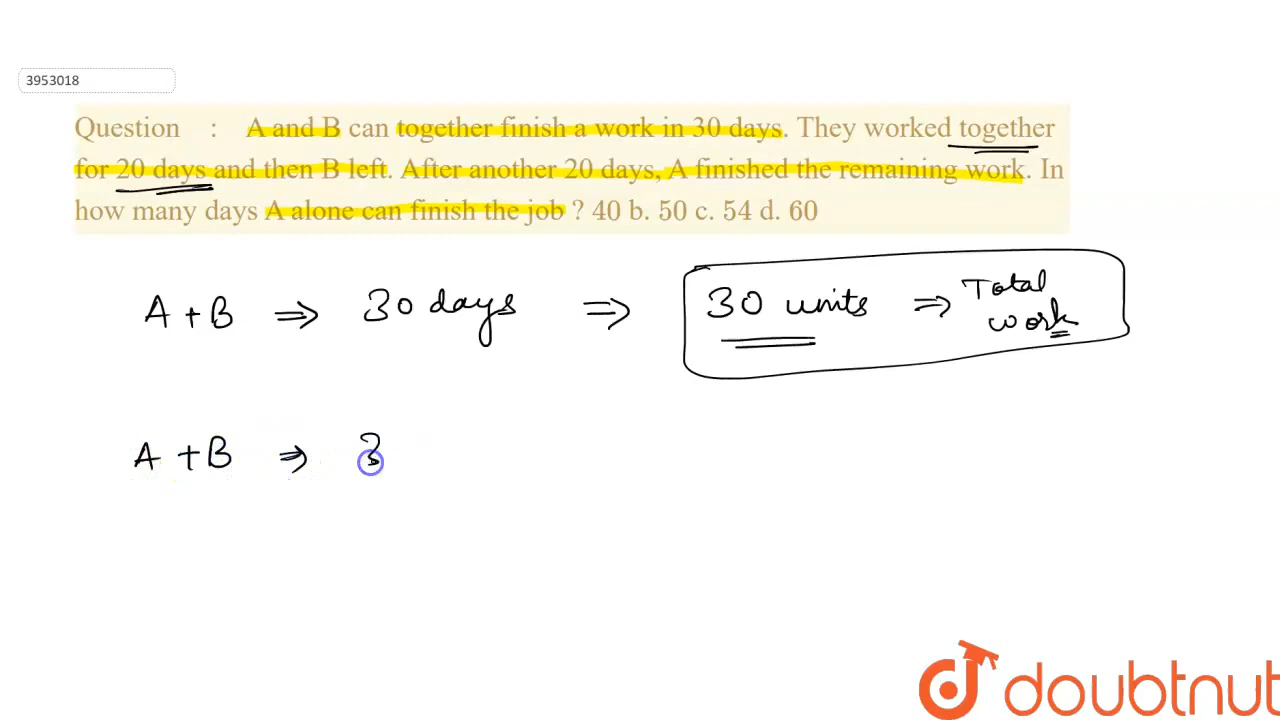 3953018
Question : A and B can together finish a work in 30 days. They worked together
for 20 days and then B left. After another 20 days, A finished the remaining work. In
how many days A alone can finish the job ? 40 b. 50 c. 54 d. 60
A + B ⇒ 30 days ⇒ 30 units ⇒ Total
work
A + B ⇒ 3
doubtnut